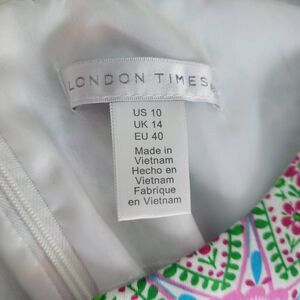 LONDON TIMES
US 10
UK 14
EU 40
Made in
Vietnam
Hecho en
Vietnam
Fabrique
en Vietnam